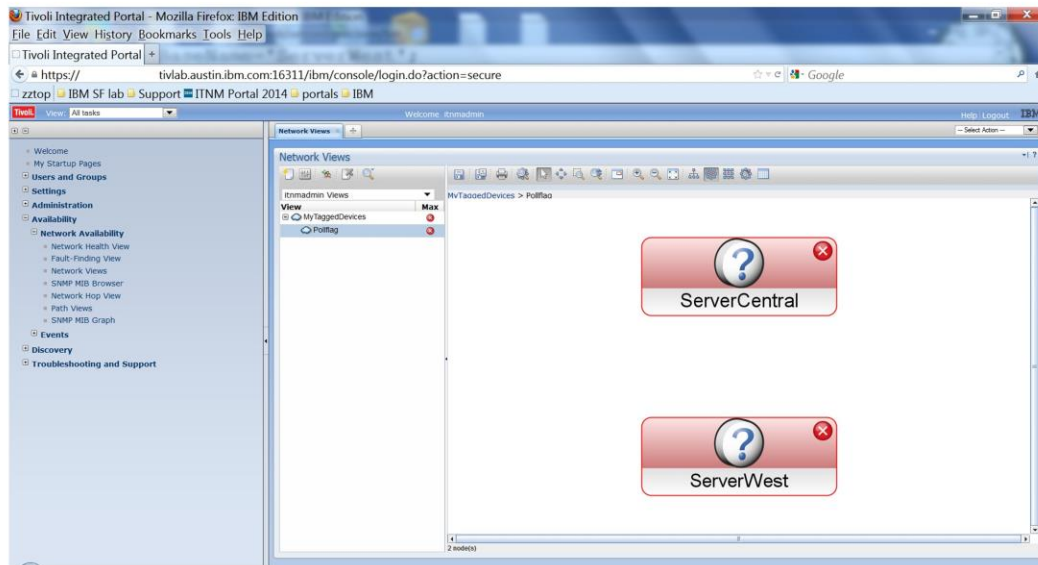 Tivoli Integrated Portal - Mozilla Firefox: IBM Edition
File Edit View History Bookmarks Tools Help
Tivoli Integrated Portal +
https:// tivlab.austin.ibm.com:16311/ibm/console/login.do?action=secure Google
zztop IBM SF lab Support ITNM Portal 2014 portals IBM
Tivoli. View: All tasks Welcome itnmadmin Help Logout IBM
Network Views -- Select Action --
Welcome
My Startup Pages
Users and Groups
Settings
Administration
Availability
Network Availability
Network Health View
Fault-Finding View
Network Views
SNMP MIB Browser
Network Hop View
Path Views
SNMP MIB Graph
Events
Discovery
Troubleshooting and Support
Network Views
itnmadmin Views
View Max
MyTaggedDevices
Pollflag
MyTaggedDevices > Pollflag
ServerCentral
ServerWest
2 node(s)